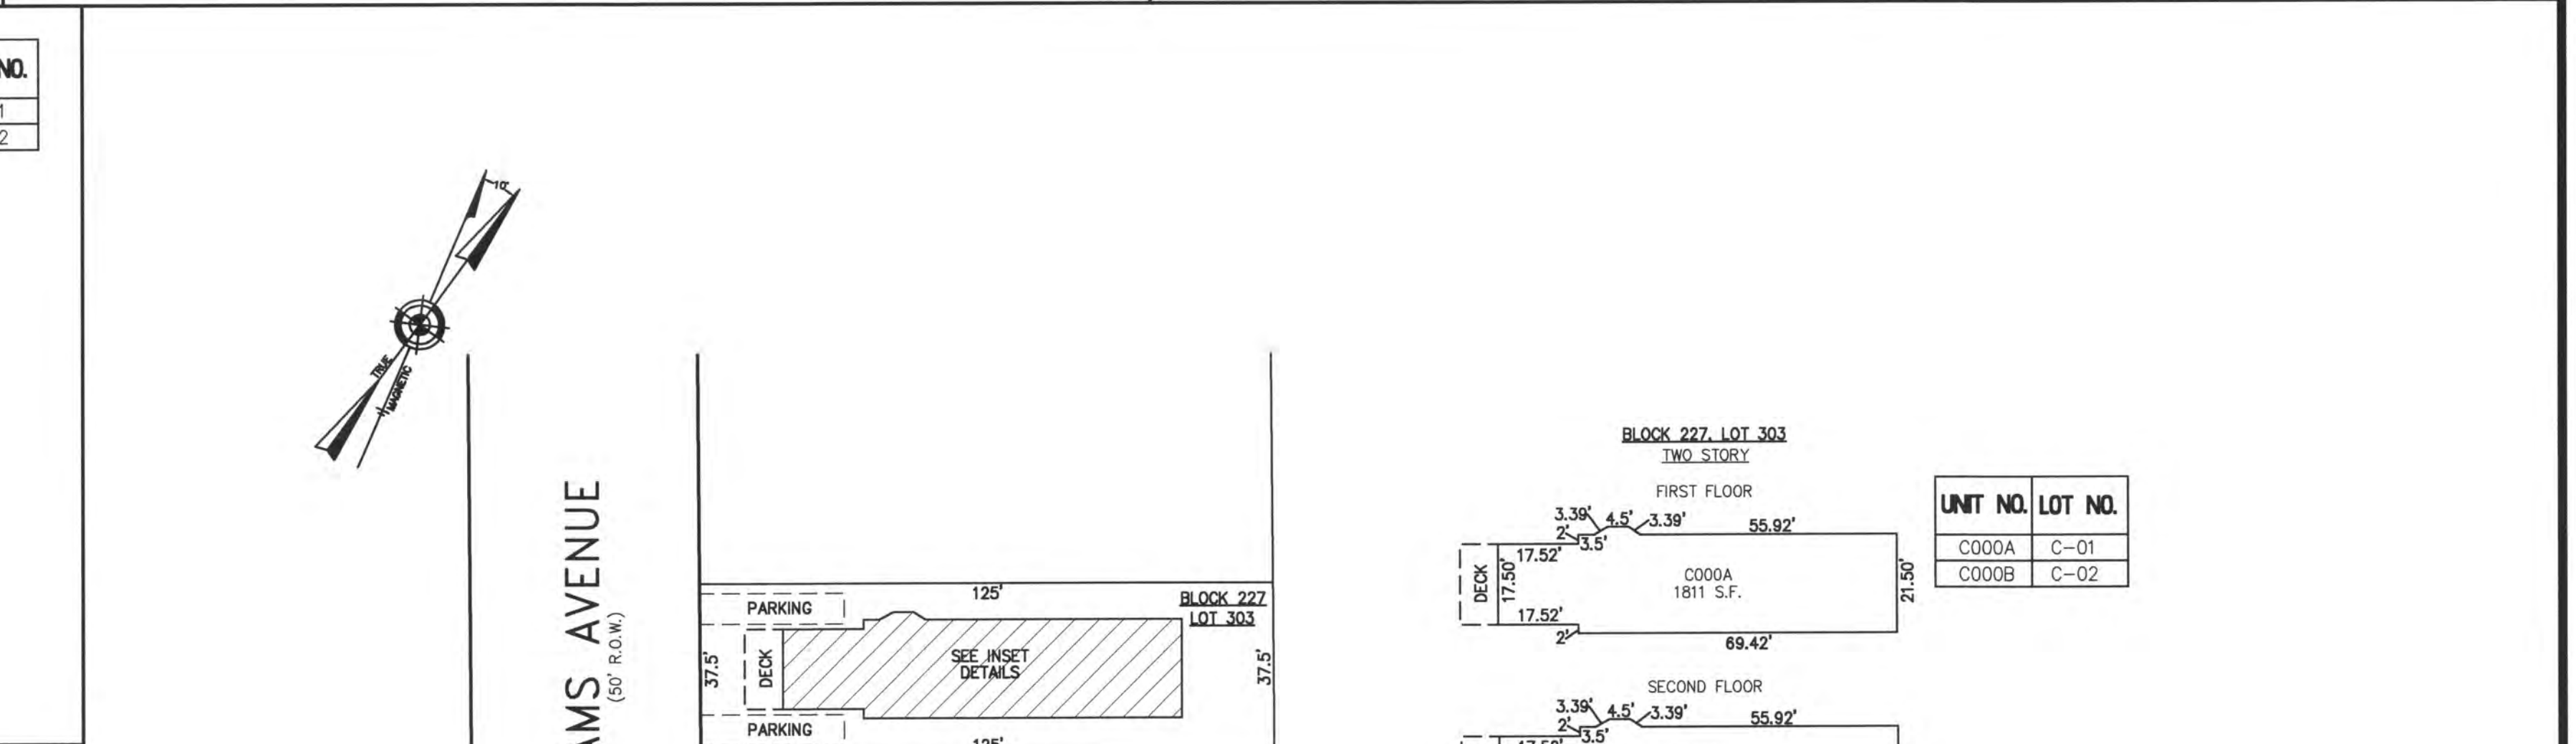 NO.
1
2
10'
TRUE
MAGNETIC
AMS AVENUE
(50' R.O.W.)
125'
PARKING
BLOCK 227
LOT 303
37.5'
DECK
SEE INSET
DETAILS
37.5'
PARKING
125'
BLOCK 227, LOT 303
TWO STORY
FIRST FLOOR
3.39' 4.5' 3.39' 55.92'
2' 3.5'
17.52'
DECK
17.50'
C000A
1811 S.F.
21.50'
17.52'
2'
69.42'
UNIT NO. LOT NO.
C000A C-01
C000B C-02
SECOND FLOOR
3.39' 4.5' 3.39' 55.92'
2' 3.5'
17.52'